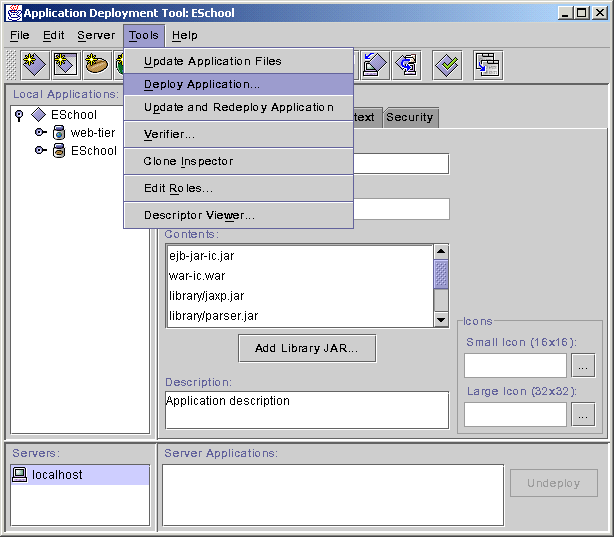 Application Deployment Tool: ESchool
File Edit Server Tools Help
Update Application Files
Deploy Application...
Update and Redeploy Application
Verifier...
Clone Inspector
Edit Roles...
Descriptor Viewer...
Local Applications:
ESchool
web-tier
ESchool
text Security
Contents:
ejb-jar-ic.jar
war-ic.war
library/jaxp.jar
library/parser.jar
Add Library JAR...
Description:
Application description
Icons
Small Icon (16x16):
...
Large Icon (32x32):
...
Servers:
localhost
Server Applications:
Undeploy